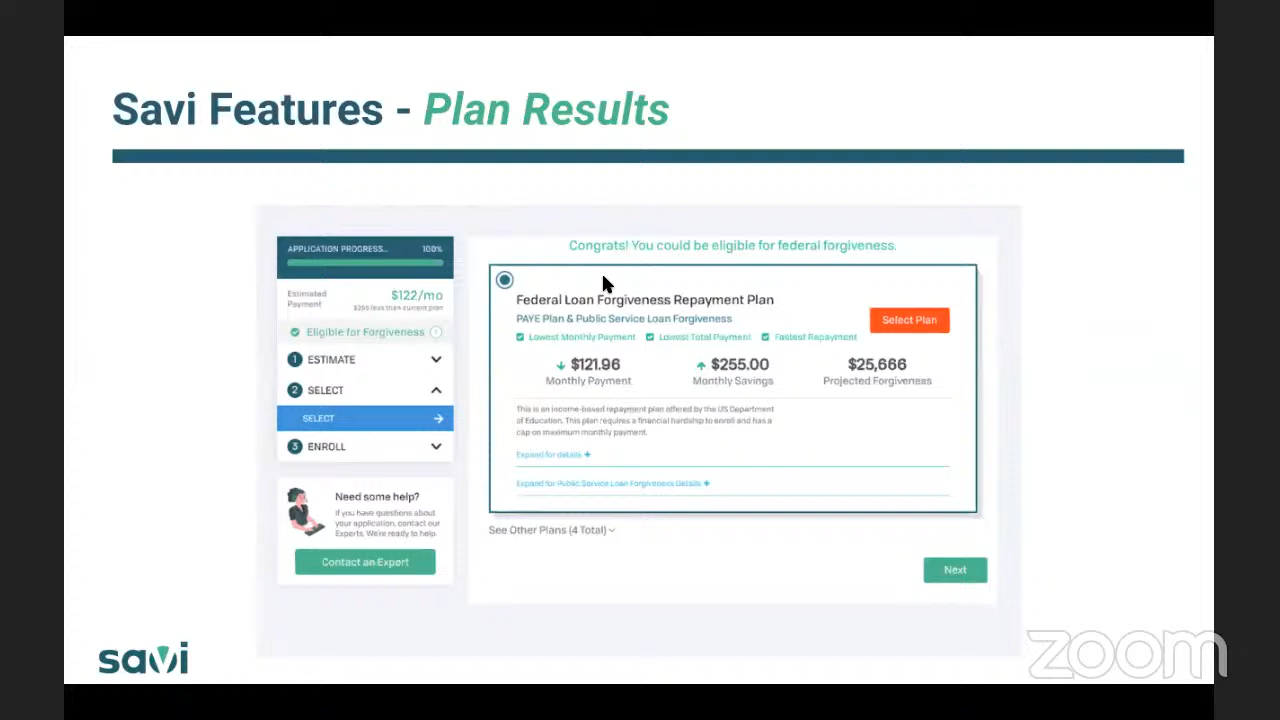 Savi Features - Plan Results
APPLICATION PROGRESS... 100%
Estimated Payment
$122/mo
$255 less than current plan
Eligible for Forgiveness
1 ESTIMATE
2 SELECT
SELECT
3 ENROLL
Need some help?
If you have questions about
your application, contact our
Experts. We're ready to help.
Contact an Expert
Congrats! You could be eligible for federal forgiveness.
Federal Loan Forgiveness Repayment Plan
PAYE Plan & Public Service Loan Forgiveness
Select Plan
Lowest Monthly Payment Lowest Total Payment Fastest Repayment
$121.96 $255.00 $25,666
Monthly Payment Monthly Savings Projected Forgiveness
This is an income-based repayment plan offered by the US Department
of Education. This plan requires a financial hardship to enroll and has a
cap on maximum monthly payment.
Expand for details +
Expand for Public Service Loan Forgiveness Details +
See Other Plans (4 Total)
Next
savi
zoom